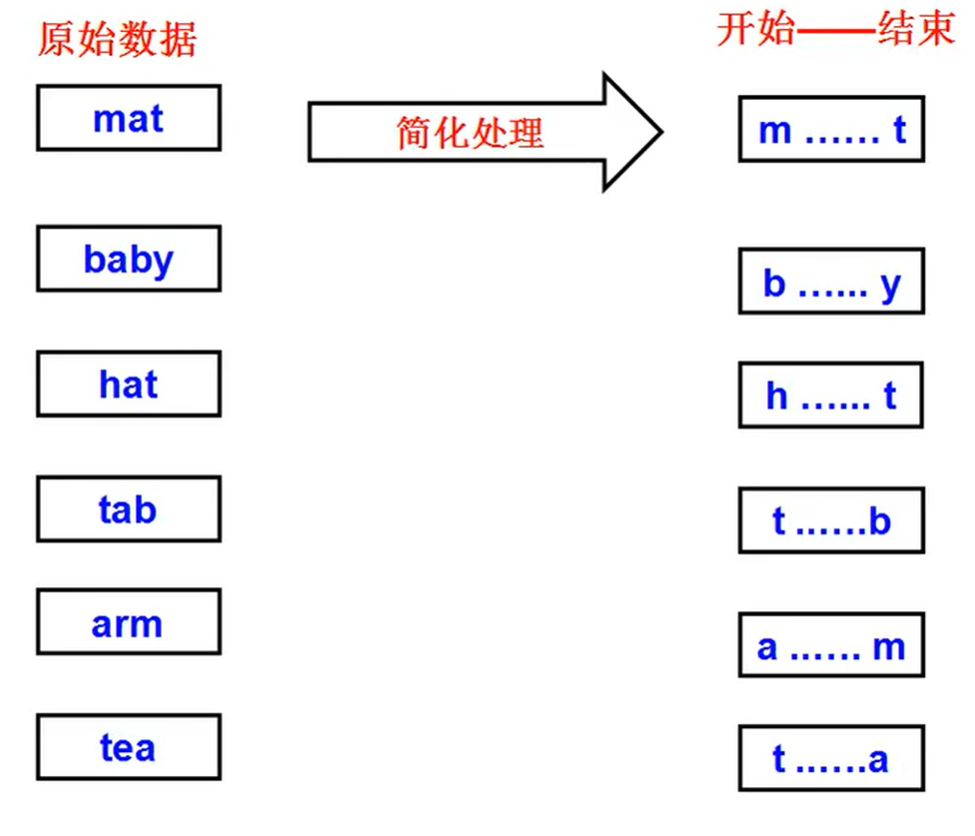 原始数据
开始——结束
mat
简化处理
m …… t
baby
b …... y
hat
h …... t
tab
t ..….b
arm
a ..…. m
tea
t ..….a